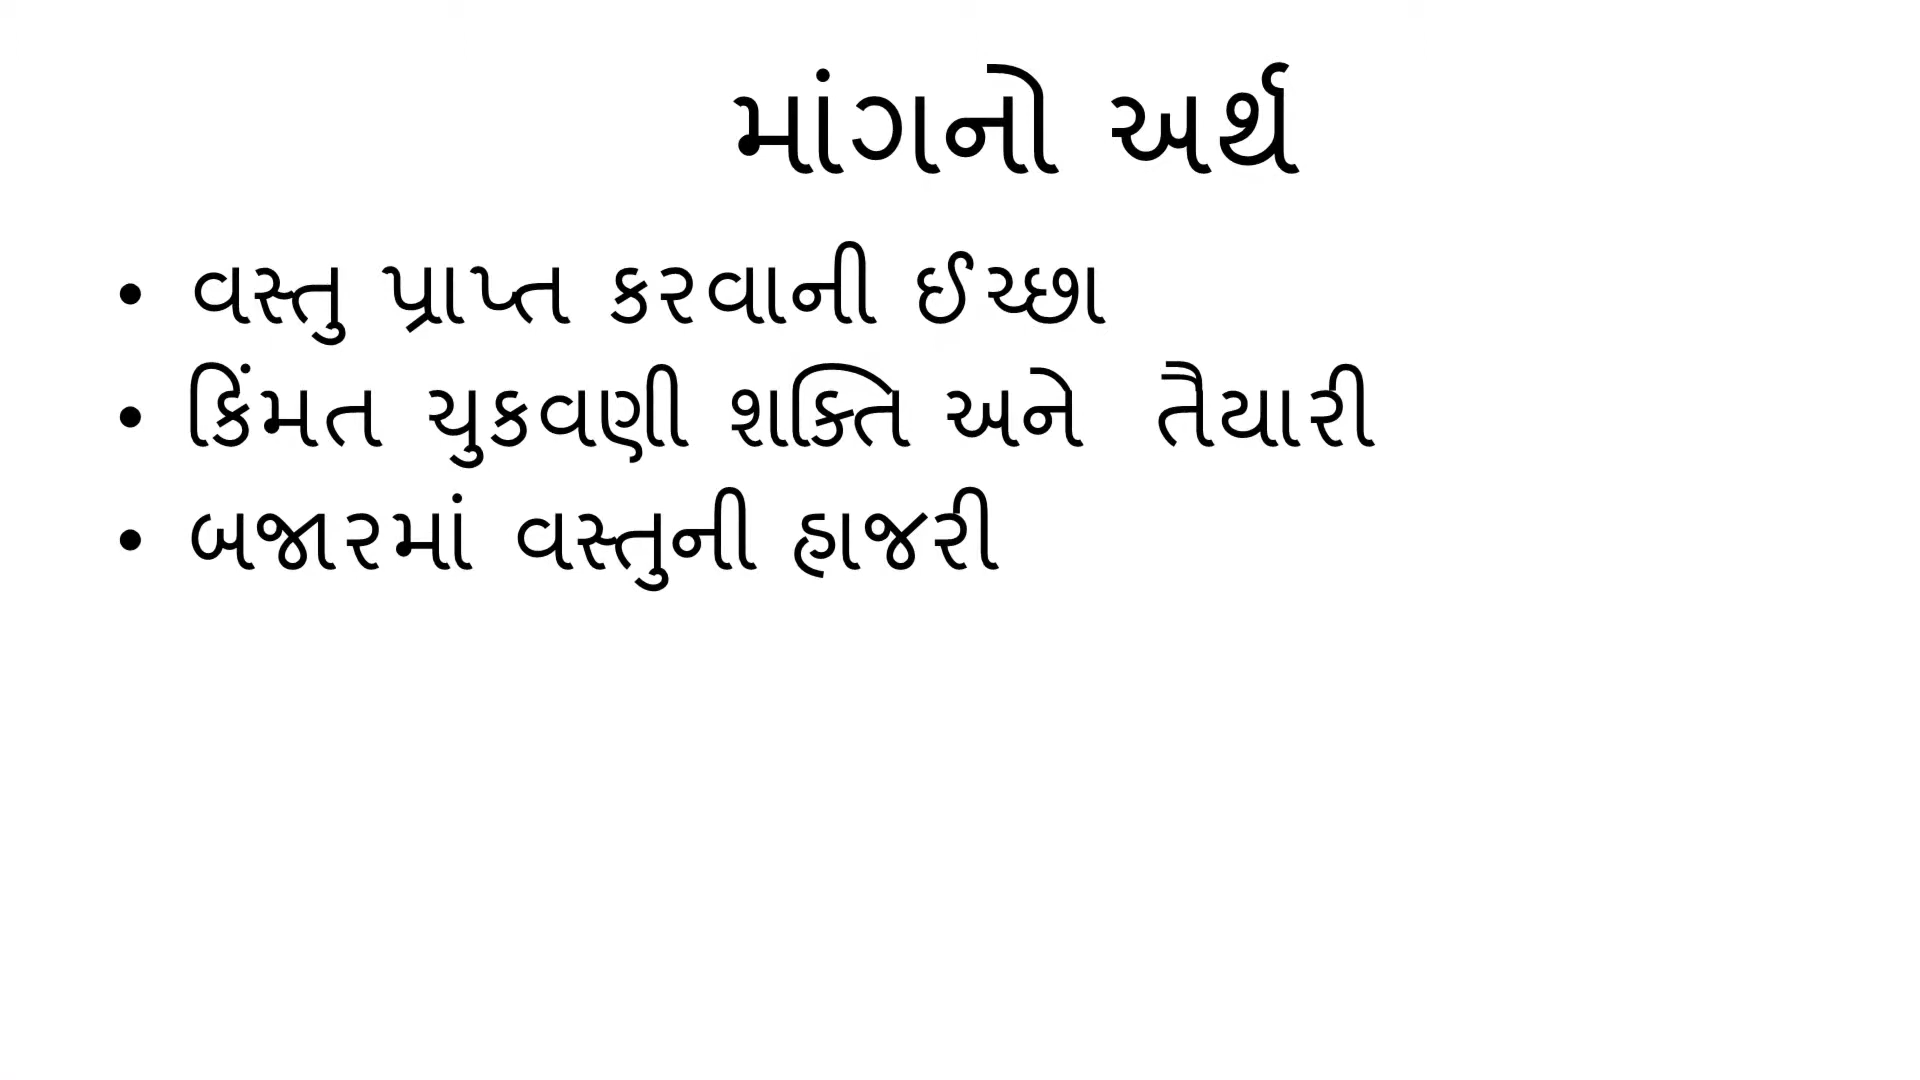 માંગનો અર્થ
• વસ્તુ પ્રાપ્ત કરવાની ઈચ્છા
• કિંમત ચુકવણી શક્તિ અને તૈયારી
• બજારમાં વસ્તુની હાજરી